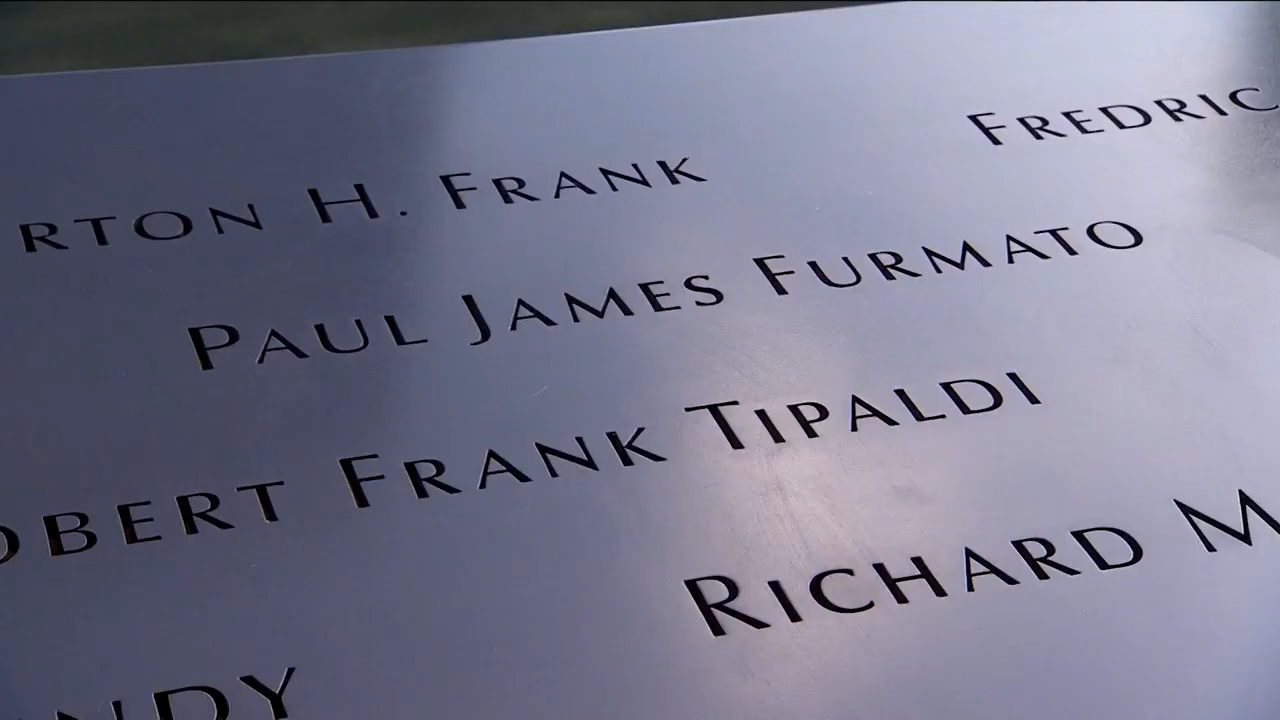 RTON H. FRANK FREDRIC
PAUL JAMES FURMATO
OBERT FRANK TIPALDI
RICHARD M
NDY